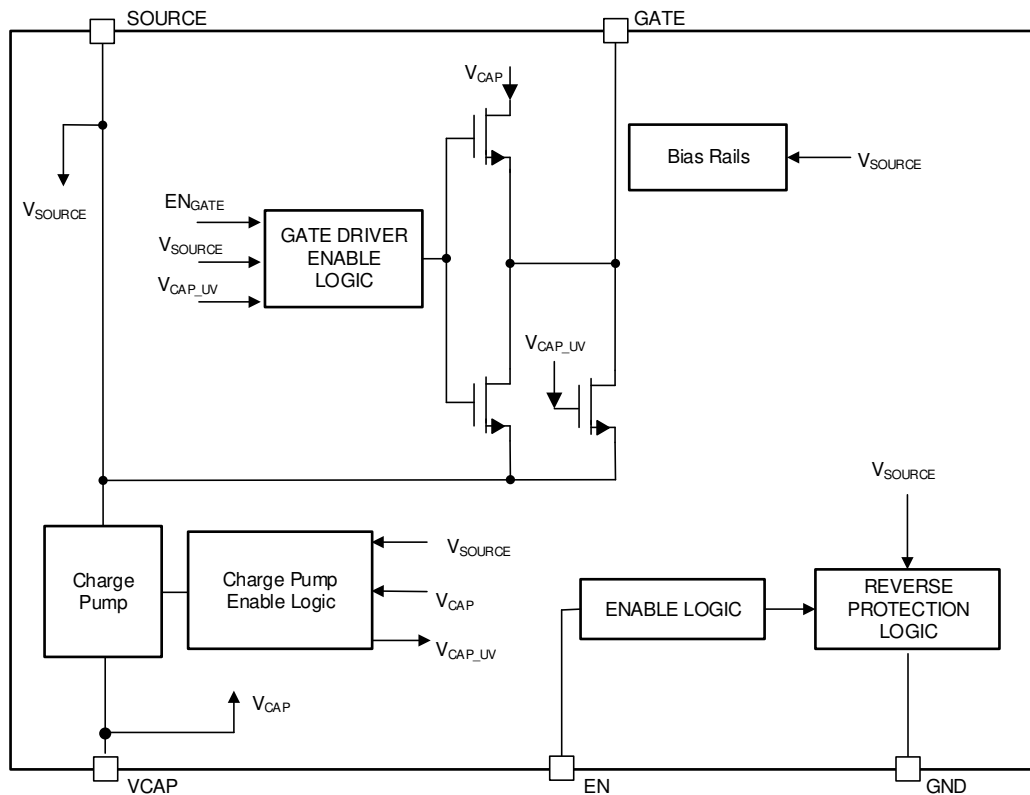 SOURCE
GATE
VCAP
Bias Rails
VSOURCE
VSOURCE
ENGATE
VSOURCE
VCAP_UV
GATE DRIVER
ENABLE
LOGIC
VCAP_UV
VSOURCE
Charge
Pump
Charge Pump
Enable Logic
VSOURCE
VCAP
VCAP_UV
ENABLE LOGIC
REVERSE
PROTECTION
LOGIC
VCAP
VCAP
EN
GND